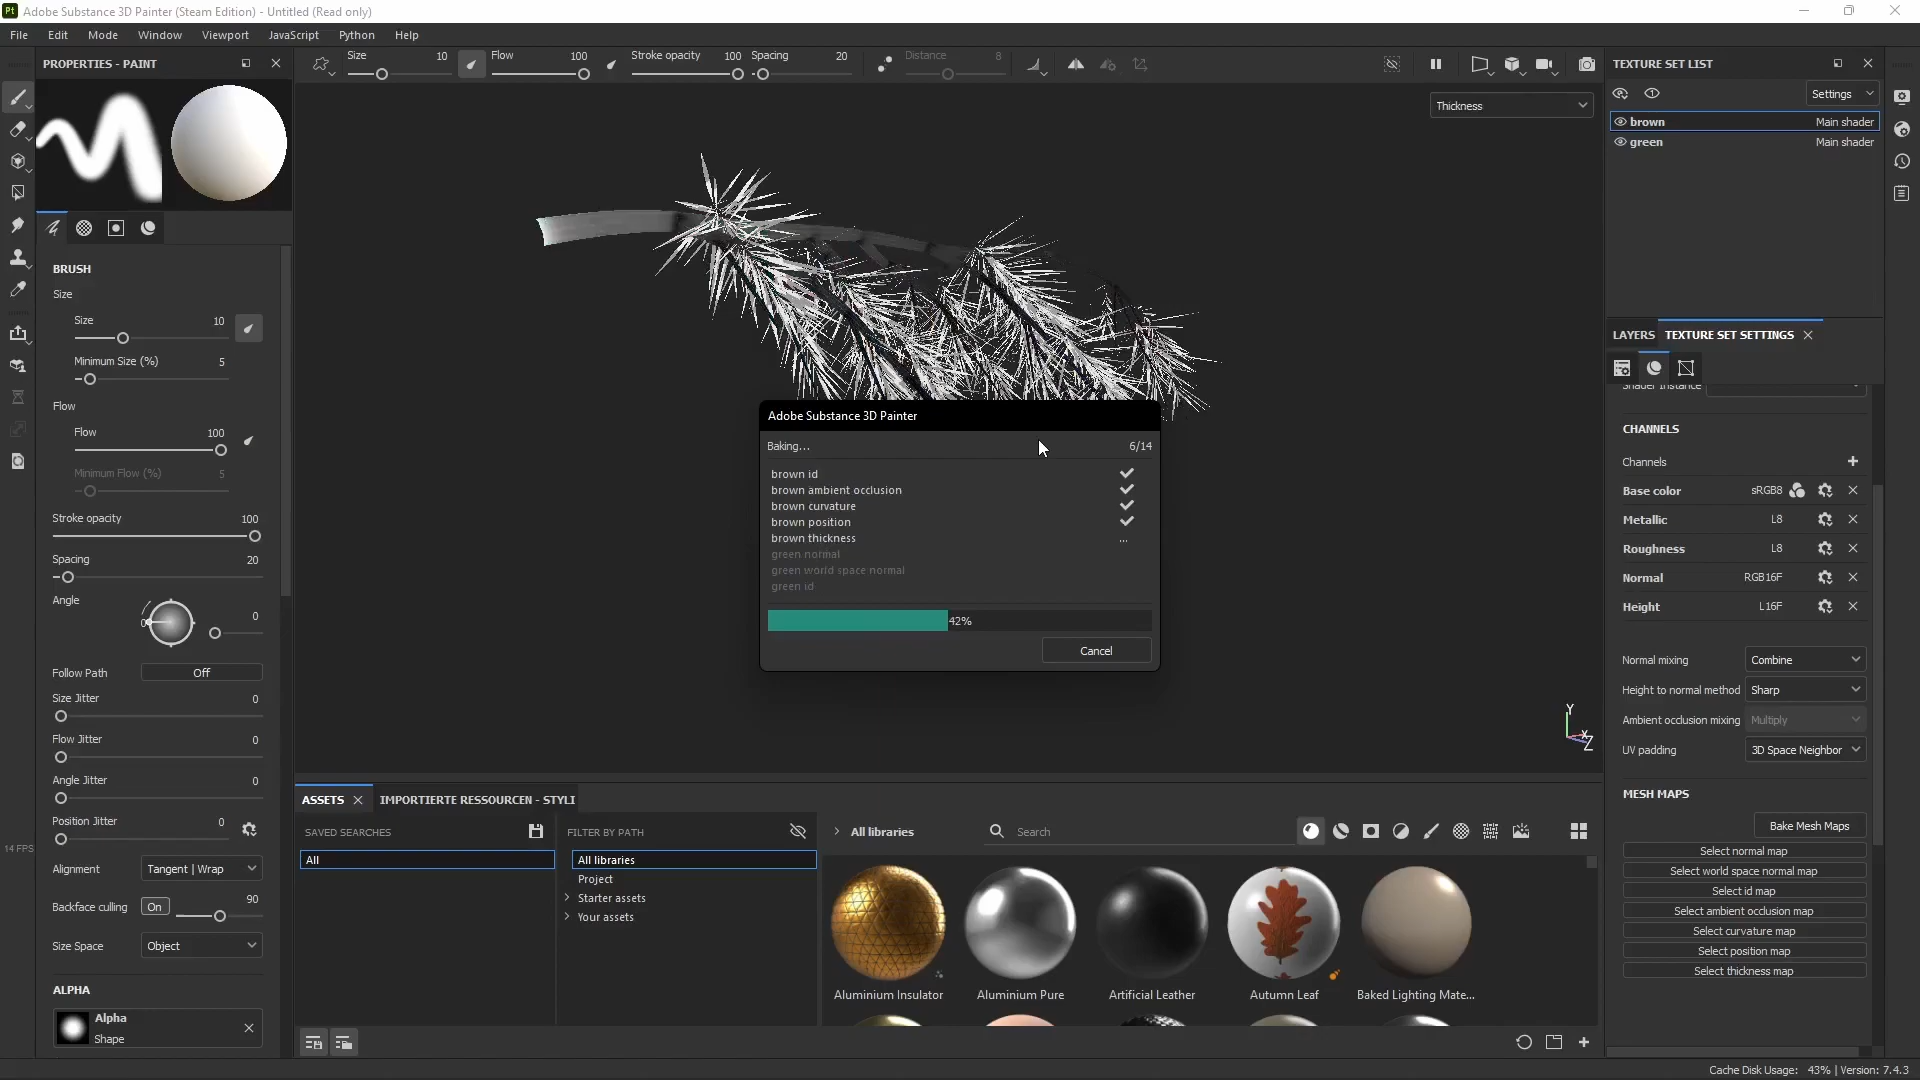 Pt Adobe Substance 3D Painter (Steam Edition) - Untitled (Read only)
File Edit Mode Window Viewport JavaScript Python Help
PROPERTIES - PAINT
Size 10 Flow 100 Stroke opacity 100 Spacing 20 Distance 8
Thickness
BRUSH
Size
Size 10
Minimum Size (%) 5
Flow
Flow 100
Minimum Flow (%) 5
Stroke opacity 100
Spacing 20
Angle
0 0
Follow Path Off
Size Jitter 0
Flow Jitter 0
Angle Jitter 0
Position Jitter 0
14 FPS
Alignment Tangent | Wrap
Backface culling On 90
Size Space Object
ALPHA
Alpha
Shape
Adobe Substance 3D Painter
Baking... 6/14
brown id
brown ambient occlusion
brown curvature
brown position
brown thickness ...
green normal
green world space normal
green id
42%
Cancel
Y
X
Z
ASSETS IMPORTIERTE RESSOURCEN - STYLI
SAVED SEARCHES
All
FILTER BY PATH
All libraries
Project
Starter assets
Your assets
All libraries Search
Aluminium Insulator Aluminium Pure Artificial Leather Autumn Leaf Baked Lighting Mate...
TEXTURE SET LIST
Settings
brown Main shader
green Main shader
LAYERS TEXTURE SET SETTINGS
Shader Instance
CHANNELS
Channels
Base color sRGB8
Metallic L8
Roughness L8
Normal RGB16F
Height L16F
Normal mixing Combine
Height to normal method Sharp
Ambient occlusion mixing Multiply
UV padding 3D Space Neighbor
MESH MAPS
Bake Mesh Maps
Select normal map
Select world space normal map
Select id map
Select ambient occlusion map
Select curvature map
Select position map
Select thickness map
Cache Disk Usage: 43% | Version: 7.4.3